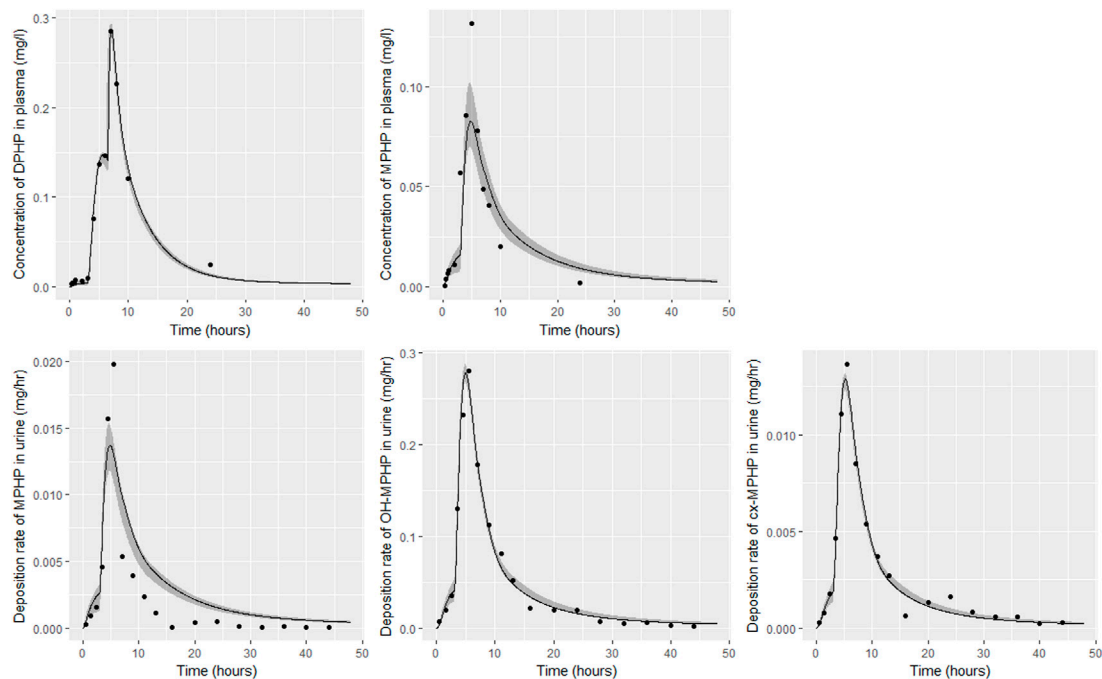 Concentration of DPHP in plasma (mg/l)
0.3
0.2
0.1
0.0
0 10 20 30 40 50
Time (hours)
Concentration of MPHP in plasma (mg/l)
0.10
0.05
0.00
0 10 20 30 40 50
Time (hours)
Deposition rate of MPHP in urine (mg/hr)
0.020
0.015
0.010
0.005
0.000
0 10 20 30 40 50
Time (hours)
Deposition rate of OH-MPHP in urine (mg/hr)
0.3
0.2
0.1
0.0
0 10 20 30 40 50
Time (hours)
Deposition rate of cx-MPHP in urine (mg/hr)
0.010
0.005
0.000
0 10 20 30 40 50
Time (hours)